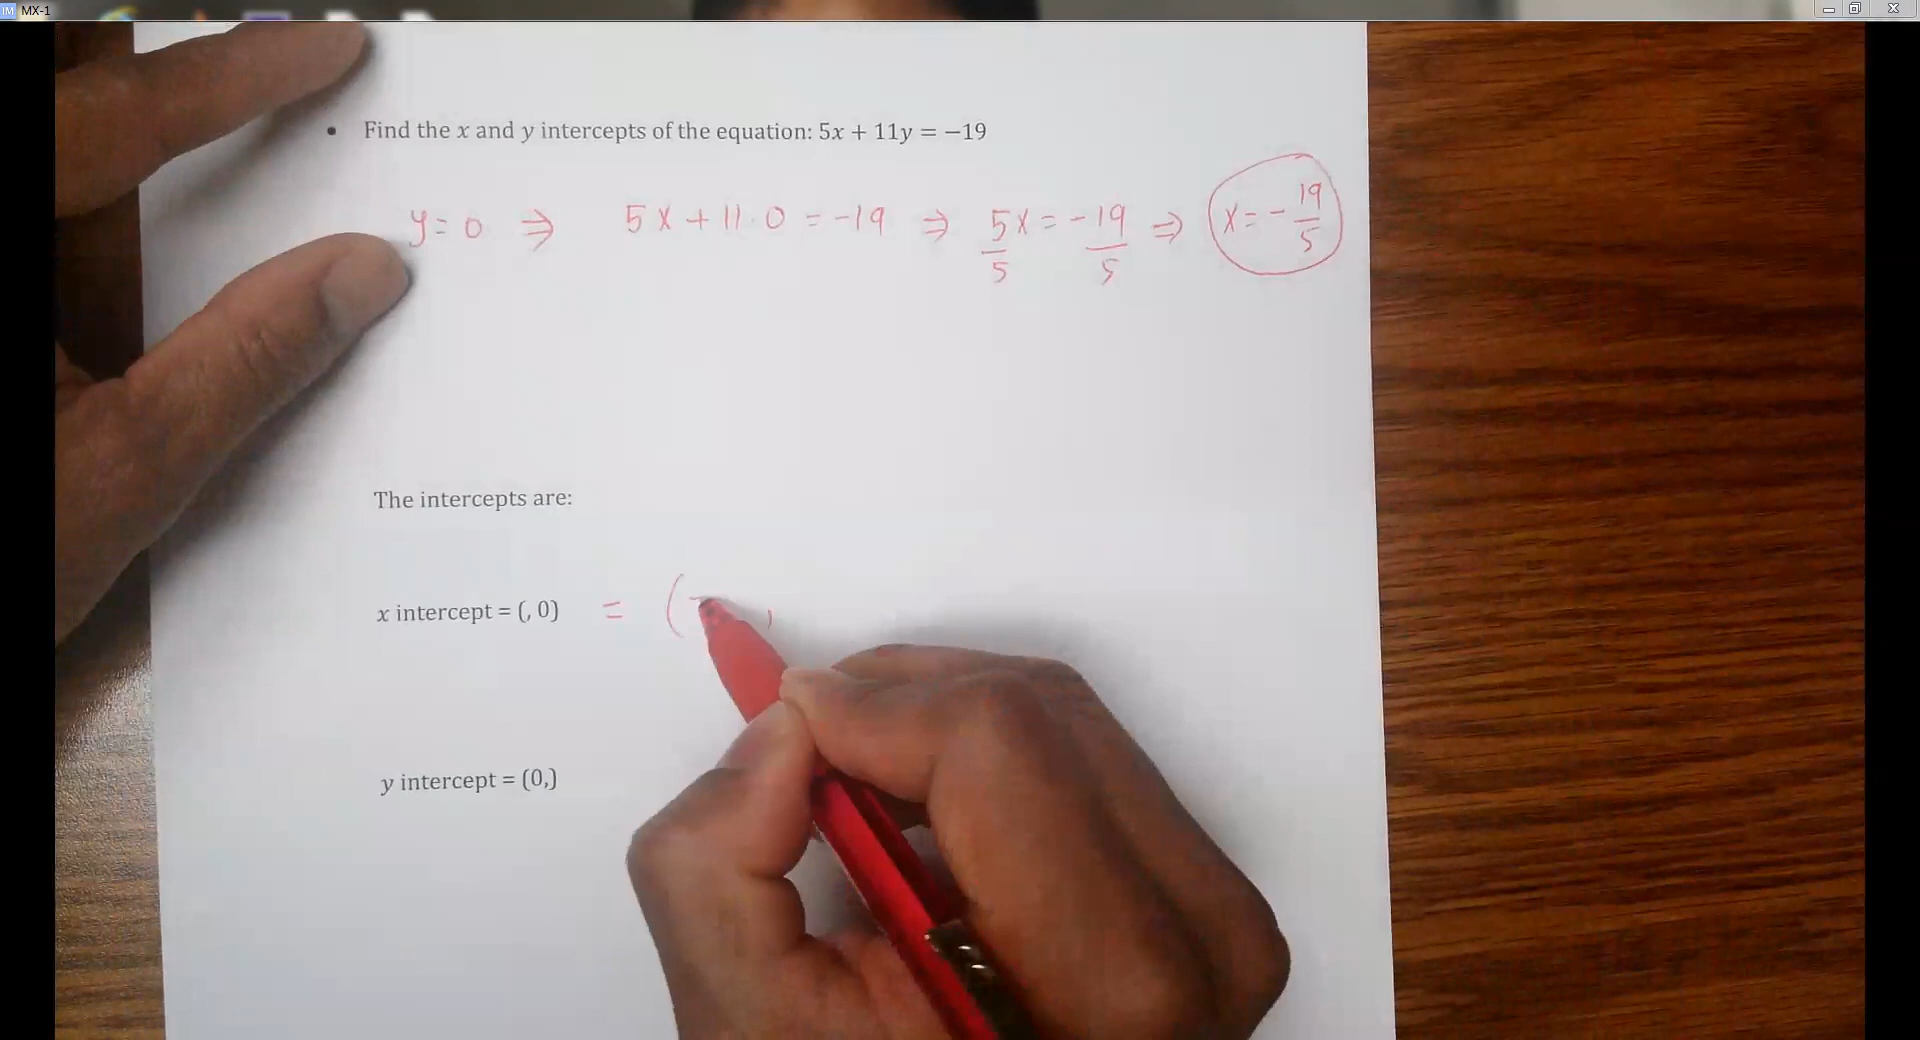 MX-1
• Find the x and y intercepts of the equation: 5x + 11y = −19
y = 0 ⇒ 5x + 11·0 = -19 ⇒ 5x/5 = -19/5 ⇒ x = -19/5
The intercepts are:
x intercept = (, 0) = (- ,
y intercept = (0,)